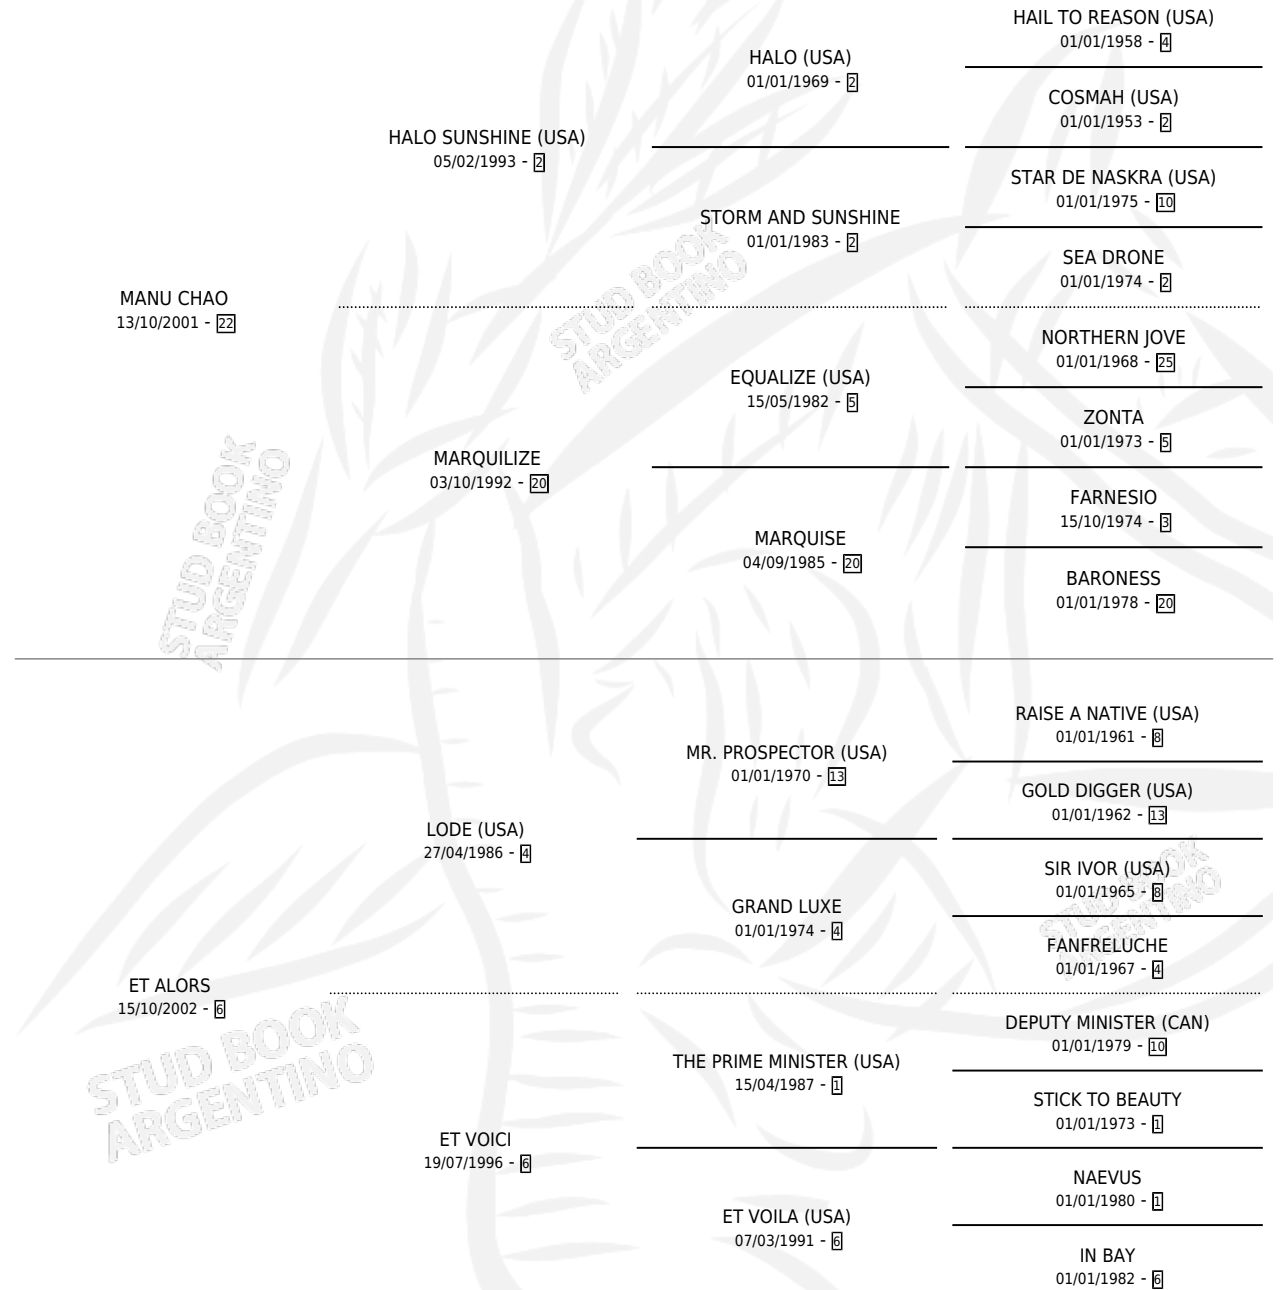 HAIL TO REASON (USA)
01/01/1958 - 4
HALO (USA)
01/01/1969 - 2
COSMAH (USA)
01/01/1953 - 2
HALO SUNSHINE (USA)
05/02/1993 - 2
STAR DE NASKRA (USA)
01/01/1975 - 10
STORM AND SUNSHINE
01/01/1983 - 2
SEA DRONE
01/01/1974 - 2
MANU CHAO
13/10/2001 - 22
NORTHERN JOVE
01/01/1968 - 25
EQUALIZE (USA)
15/05/1982 - 5
ZONTA
01/01/1973 - 5
MARQUILIZE
03/10/1992 - 20
FARNESIO
15/10/1974 - 3
MARQUISE
04/09/1985 - 20
BARONESS
01/01/1978 - 20
RAISE A NATIVE (USA)
01/01/1961 - 8
MR. PROSPECTOR (USA)
01/01/1970 - 13
GOLD DIGGER (USA)
01/01/1962 - 13
LODE (USA)
27/04/1986 - 4
SIR IVOR (USA)
01/01/1965 - 8
GRAND LUXE
01/01/1974 - 4
FANFRELUCHE
01/01/1967 - 4
ET ALORS
15/10/2002 - 6
DEPUTY MINISTER (CAN)
01/01/1979 - 10
THE PRIME MINISTER (USA)
15/04/1987 - 1
STICK TO BEAUTY
01/01/1973 - 1
ET VOICI
19/07/1996 - 6
NAEVUS
01/01/1980 - 1
ET VOILA (USA)
07/03/1991 - 6
IN BAY
01/01/1982 - 6
STUD BOOK
ARGENTINO
STUD BOOK
ARGENTINO
STUD BOOK
ARGENTINO
STUD BOOK
ARGENTINO